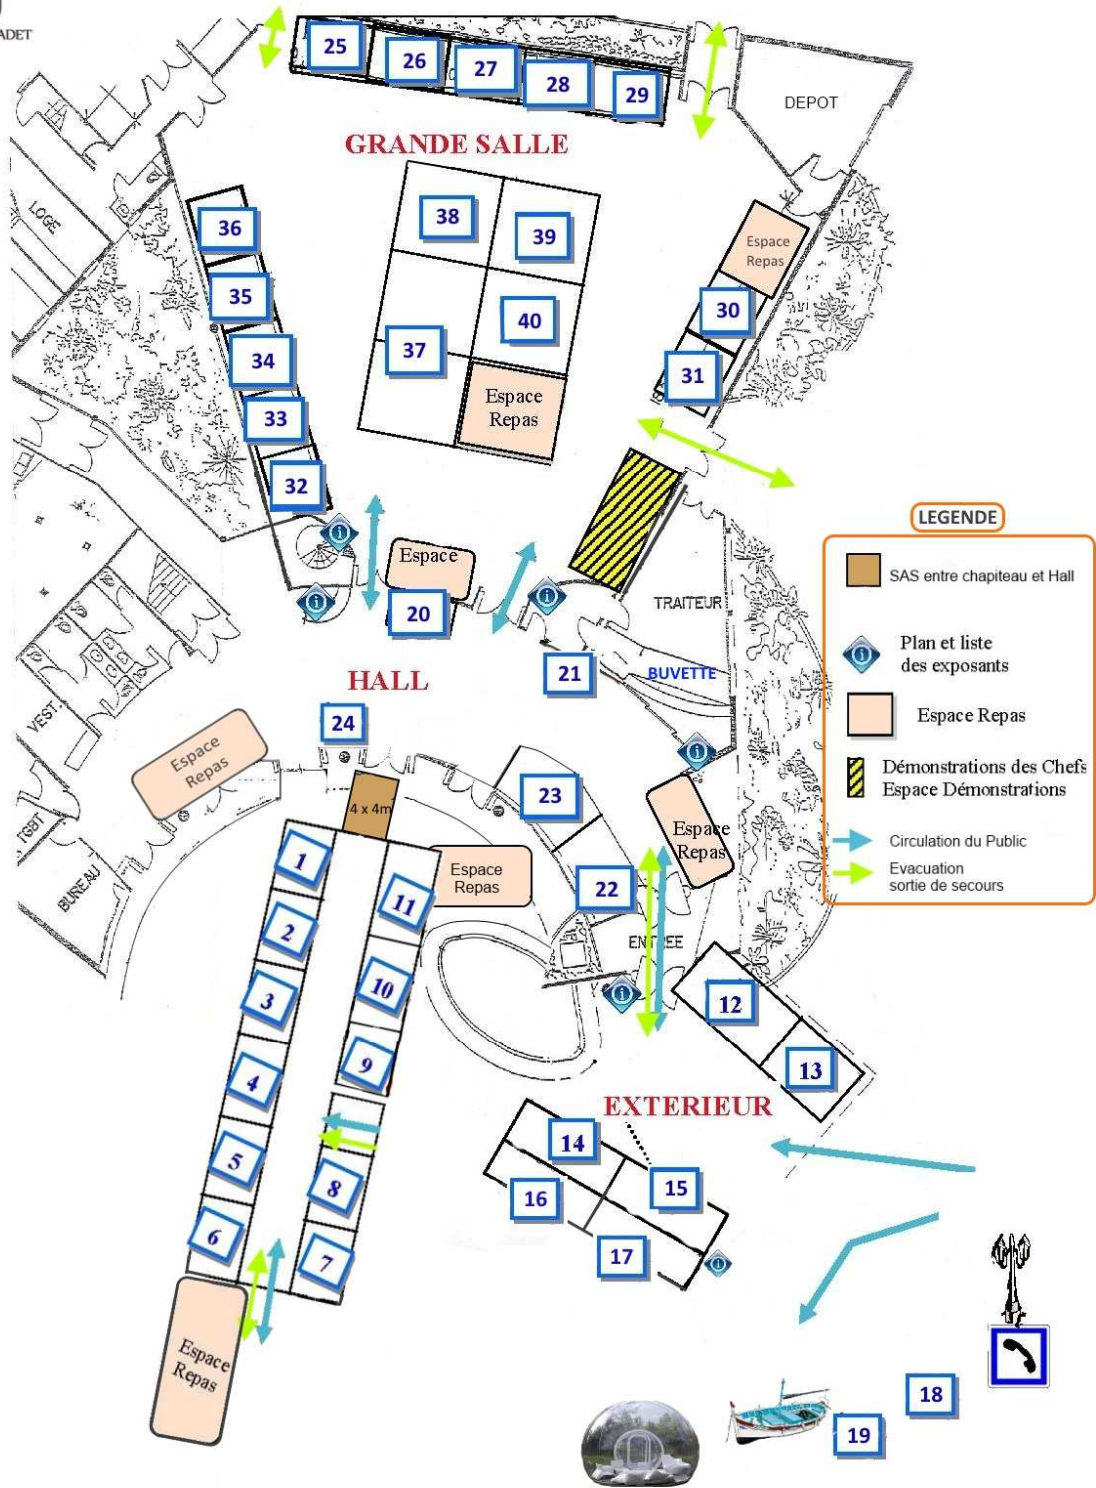 ADET
25
26
27
28
29
DEPOT
GRANDE SALLE
LOGE
36
38
39
Espace
Repas
35
30
40
37
34
31
Espace
Repas
33
32
LEGENDE
SAS entre chapiteau et Hall
Plan et liste
des exposants
Espace Repas
Démonstrations des Chefs
Espace Démonstrations
Circulation du Public
Evacuation
sortie de secours
Espace
20
TRAITEUR
21
BUVETTE
HALL
24
VEST.
Espace
Repas
TGBT
BUREAU
4 x 4m
23
Espace
Repas
Espace
Repas
22
ENTREE
1
11
2
10
3
9
4
5
8
6
7
12
13
EXTERIEUR
14
15
16
17
Espace
Repas
18
19